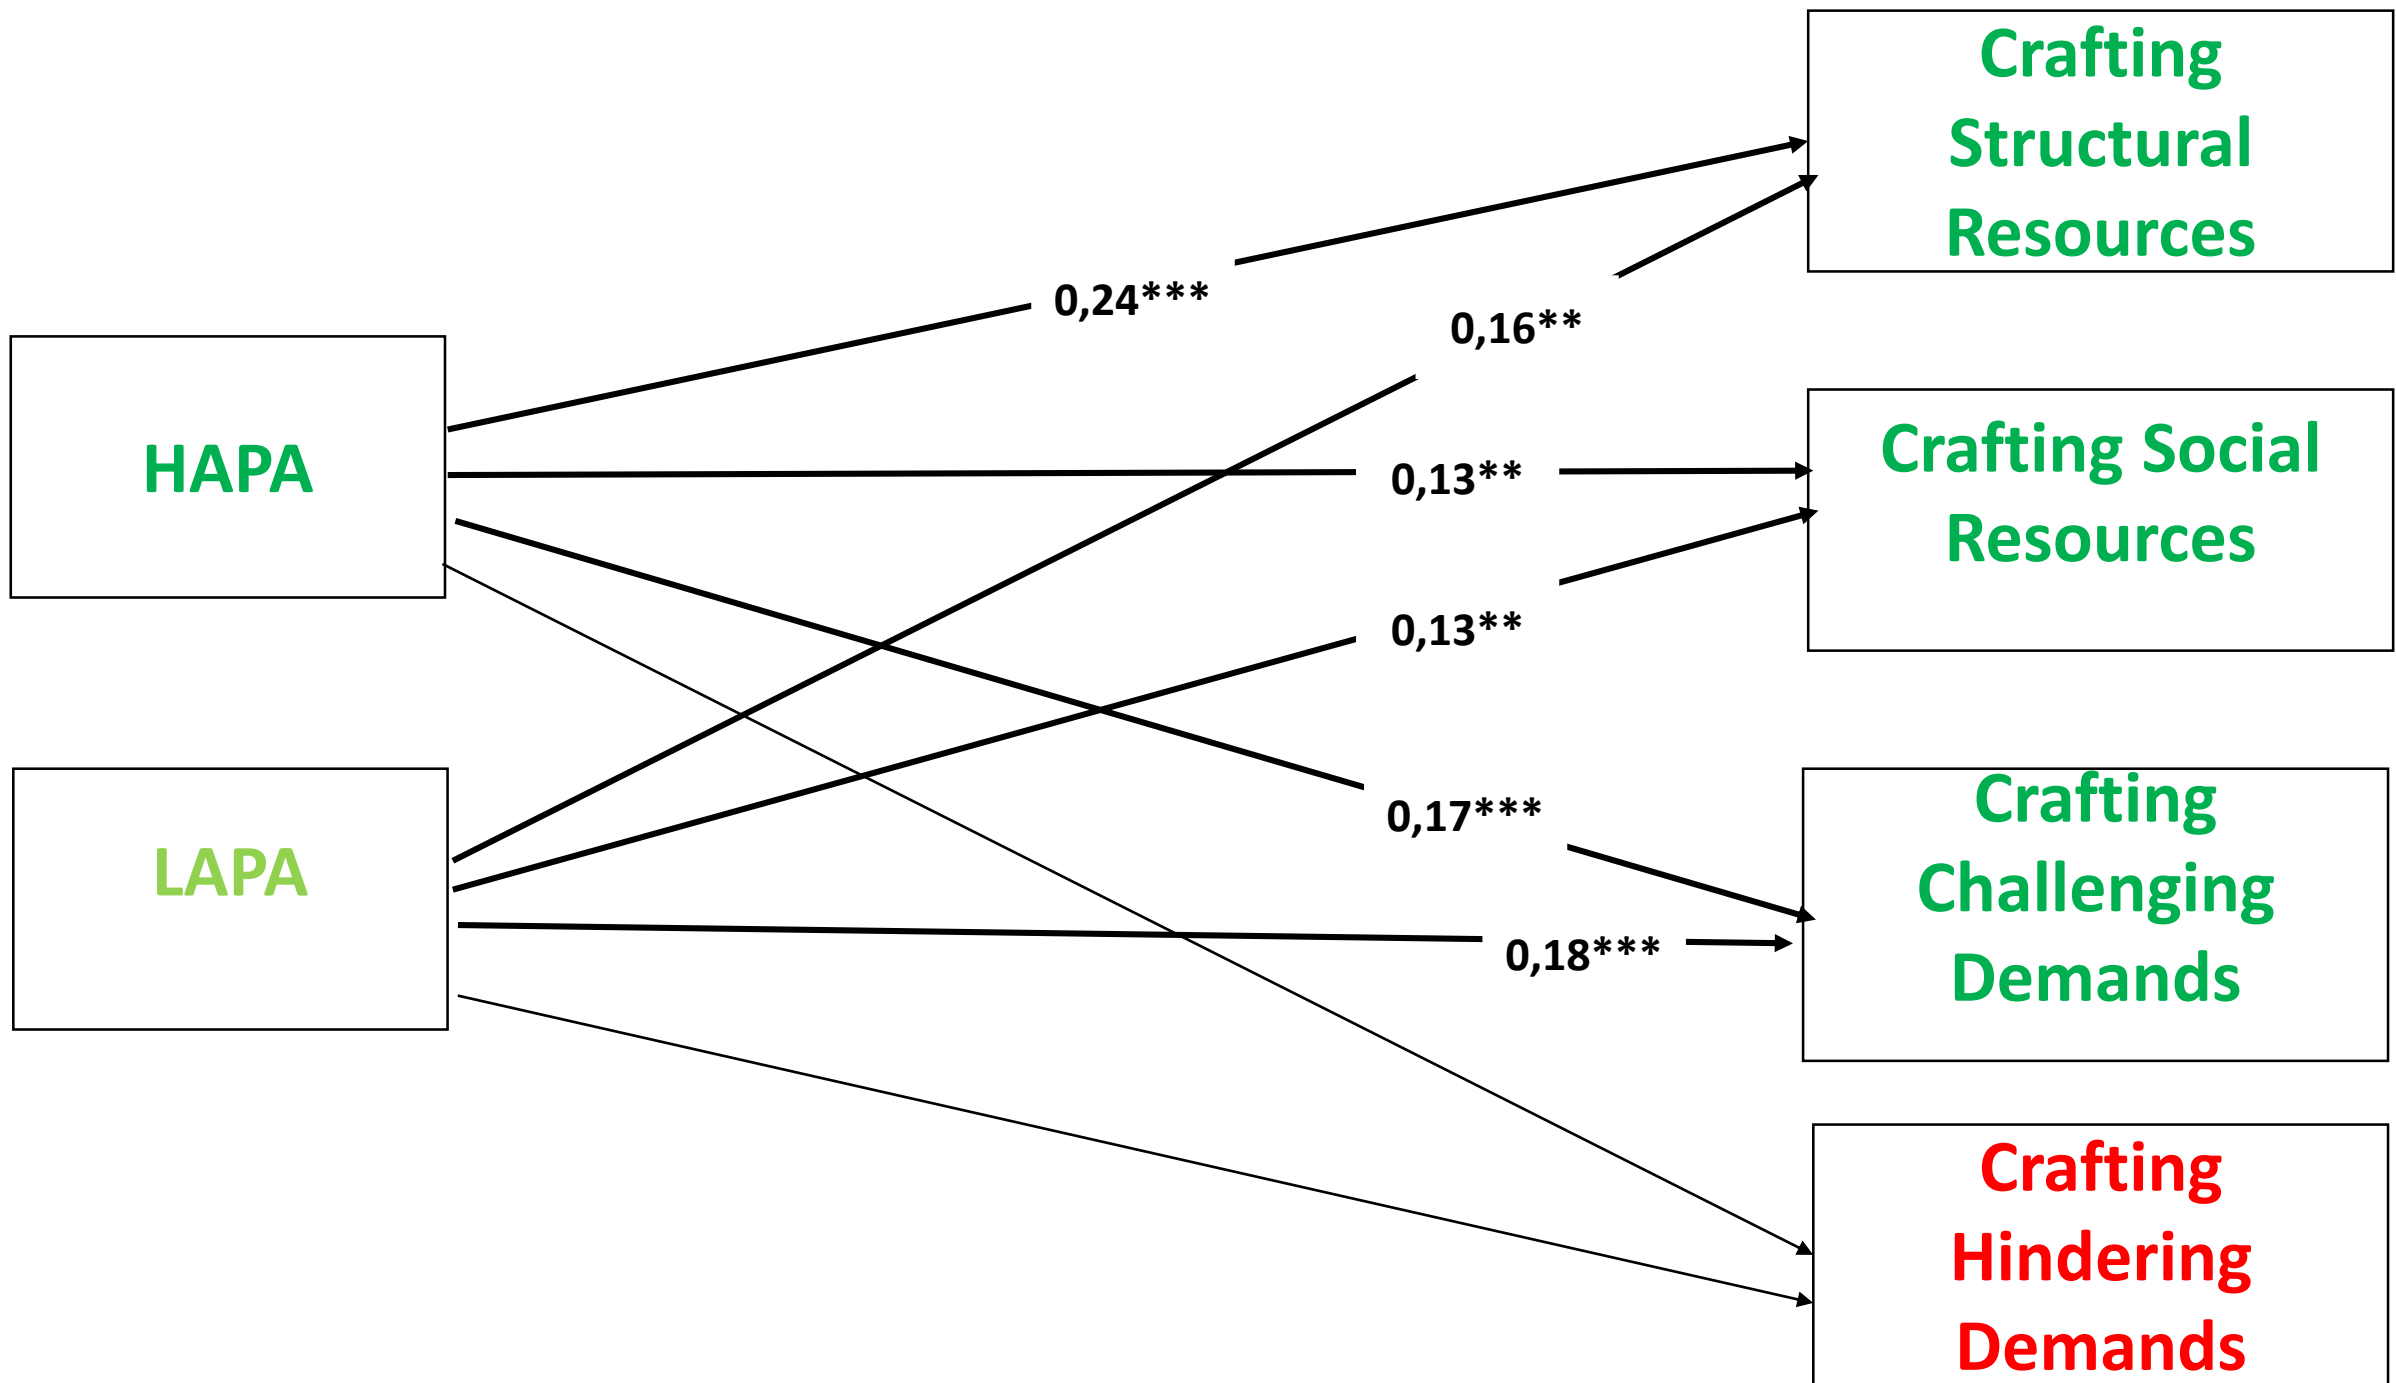 Crafting
Structural
Resources
0,24***
0,16**
HAPA
0,13**
Crafting Social
Resources
0,13**
LAPA
0,17***
0,18***
Crafting
Challenging
Demands
Crafting
Hindering
Demands